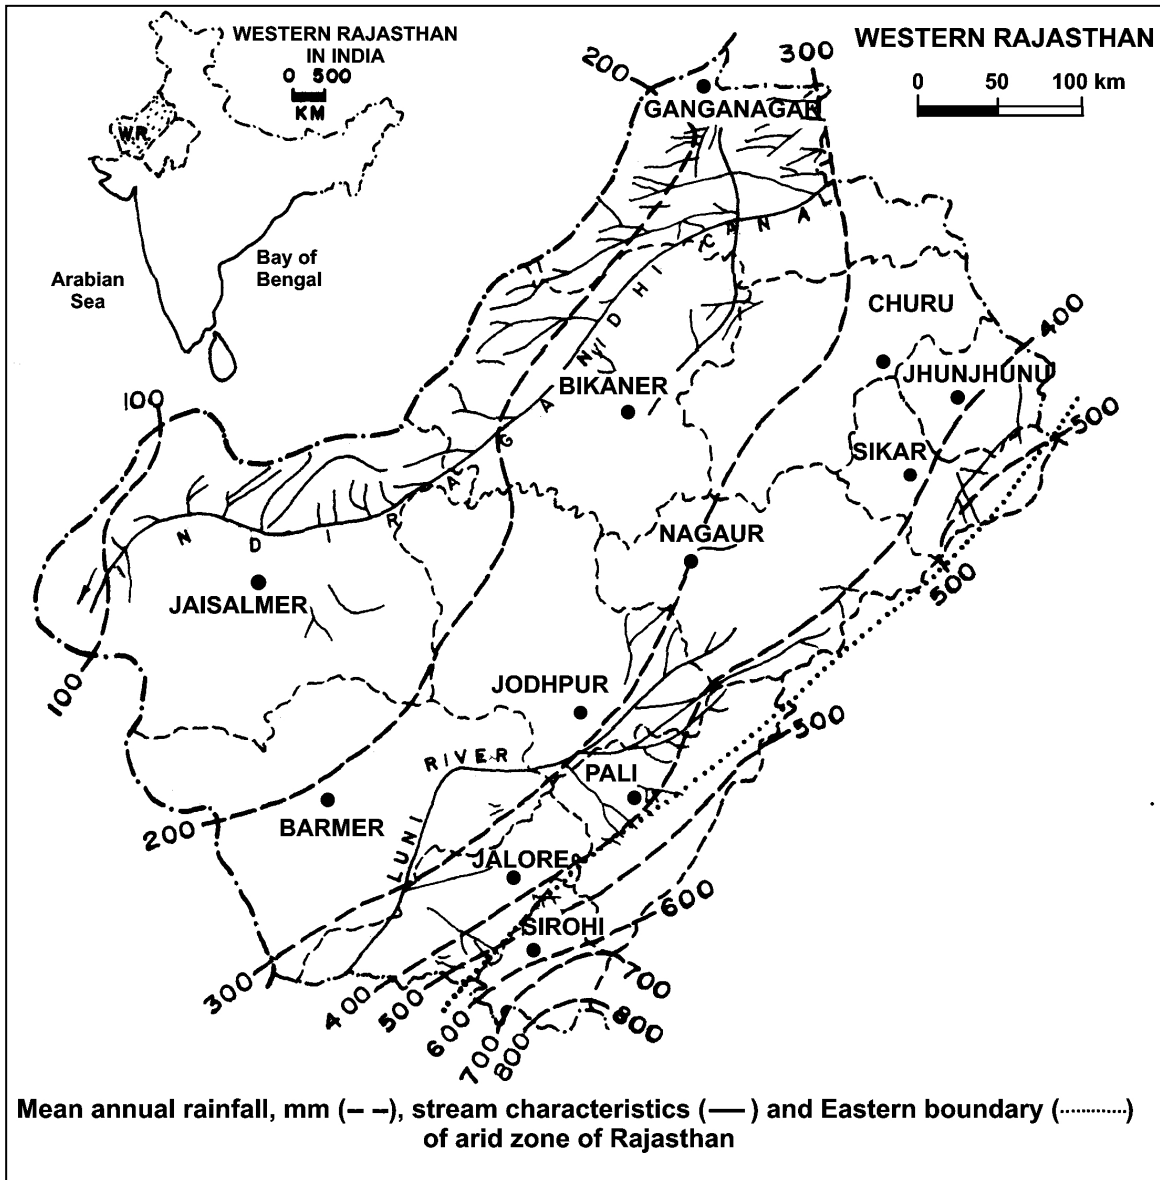 WESTERN RAJASTHAN
IN INDIA
0 500
KM
W.R.
Arabian
Sea
Bay of
Bengal
WESTERN RAJASTHAN
0 50 100 km
200
300
GANGANAGAR
INDIRA GANDHI CANAL
CHURU
400
JHUNJHUNU
BIKANER
100
500
SIKAR
NAGAUR
500
JAISALMER
100
JODHPUR
500
LUNI RIVER
PALI
200
BARMER
JALORE
600
SIROHI
300
400
500
600
700
800
700
800
Mean annual rainfall, mm (– –), stream characteristics (—) and Eastern boundary (............)
of arid zone of Rajasthan